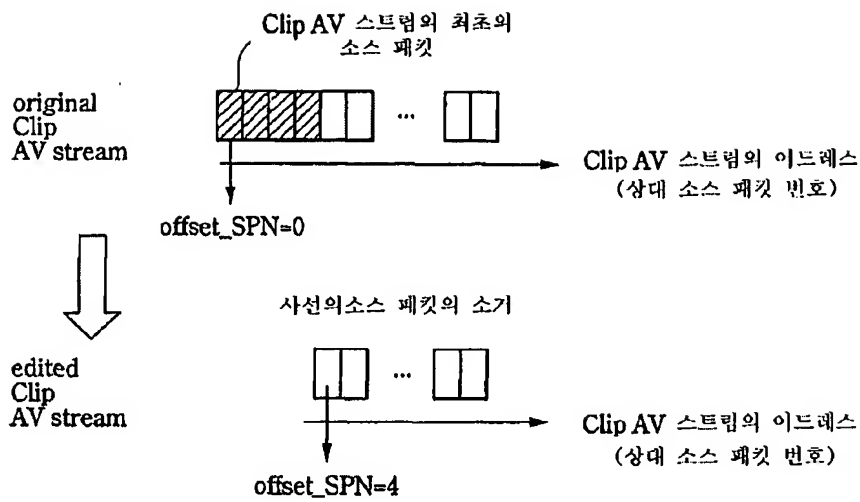 Clip AV 스트림의 최초의
소스 패킷
original
Clip
AV stream
...
Clip AV 스트림의 어드레스
(상대 소스 패킷 번호)
offset_SPN=0
사선의소스 패킷의 소거
edited
Clip
AV stream
...
Clip AV 스트림의 어드레스
(상대 소스 패킷 번호)
offset_SPN=4